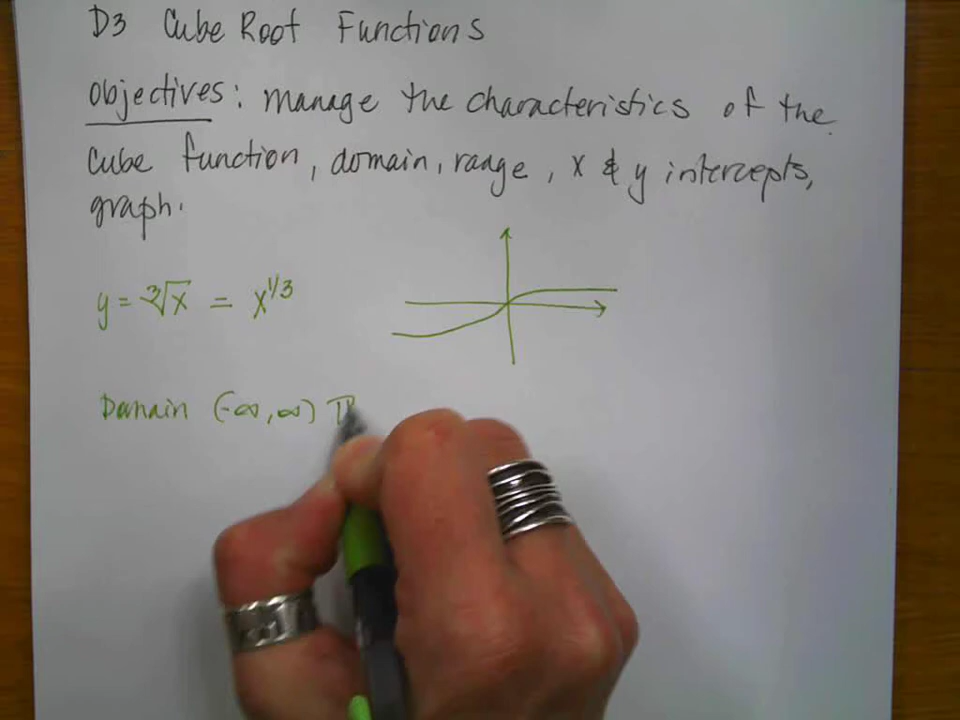 D3 Cube Root Functions
objectives: manage the characteristics of the
cube function, domain, range, x & y intercepts,
graph.
y = ∛x = x^1/3
Domain (-∞, ∞)